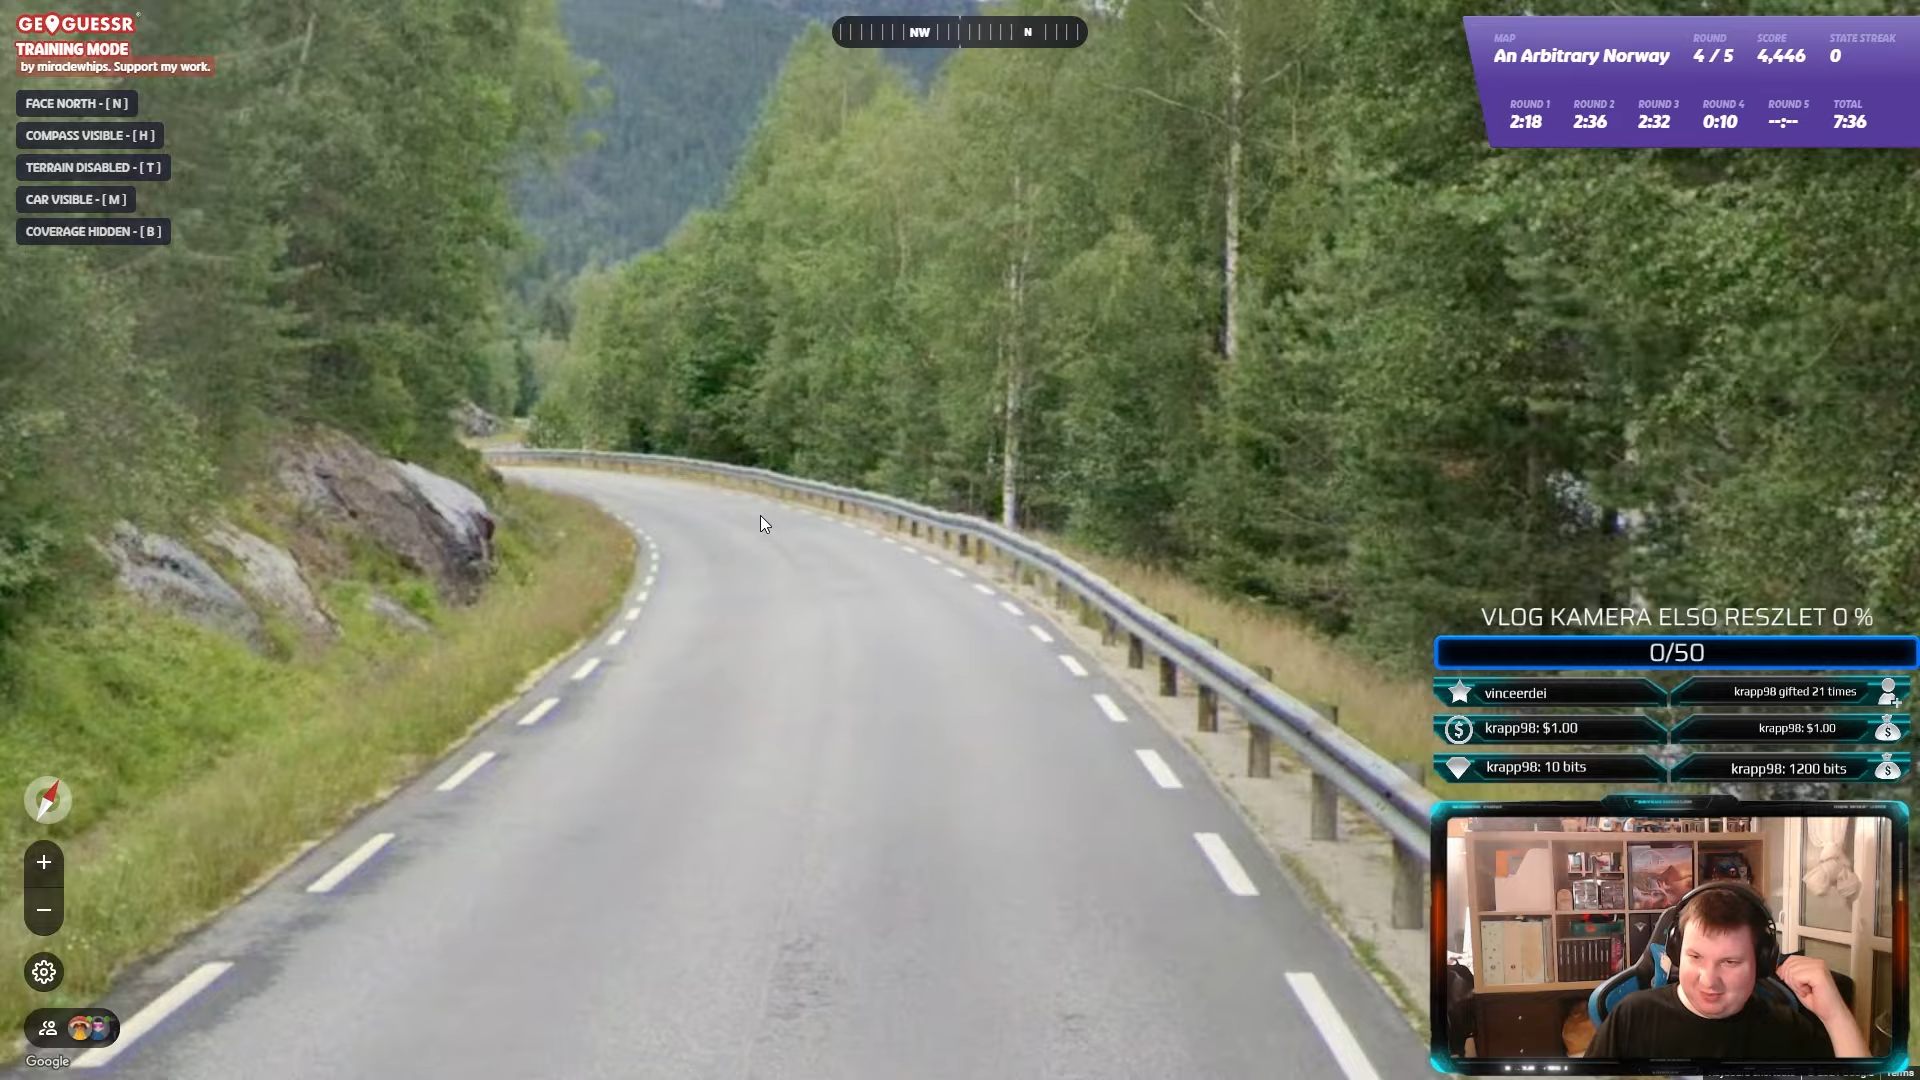 GEOGUESSR
TRAINING MODE
by miraclewhips. Support my work.
FACE NORTH - [ N ]
COMPASS VISIBLE - [ H ]
TERRAIN DISABLED - [ T ]
CAR VISIBLE - [ M ]
COVERAGE HIDDEN - [ B ]
NW N
MAP ROUND SCORE STATE STREAK
An Arbitrary Norway 4 / 5 4,446 0
ROUND 1 ROUND 2 ROUND 3 ROUND 4 ROUND 5 TOTAL
2:18 2:36 2:32 0:10 --:-- 7:36
VLOG KAMERA ELSO RESZLET 0 %
0/50
vinceerdei krapp98 gifted 21 times
krapp98: $1.00 krapp98: $1.00
krapp98: 10 bits krapp98: 1200 bits
Google
Terms